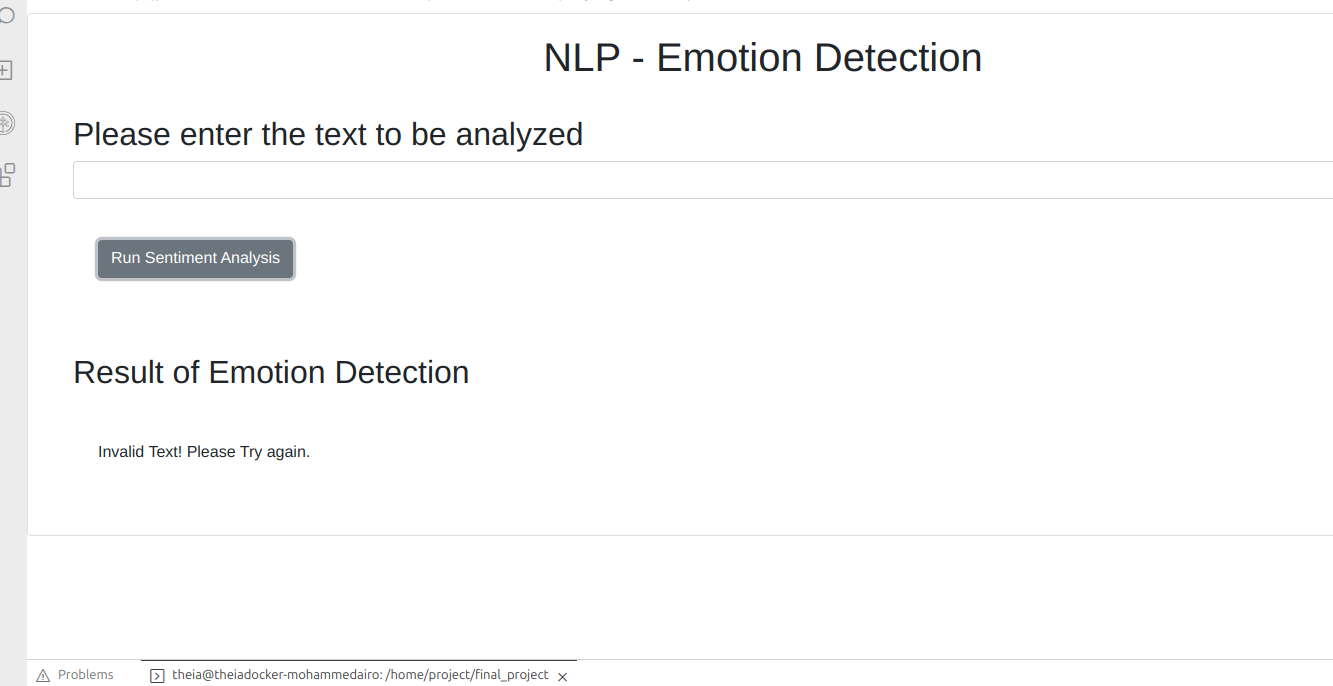 NLP - Emotion Detection
Please enter the text to be analyzed
Run Sentiment Analysis
Result of Emotion Detection
Invalid Text! Please Try again.
Problems
theia@theiadocker-mohammedairo: /home/project/final_project